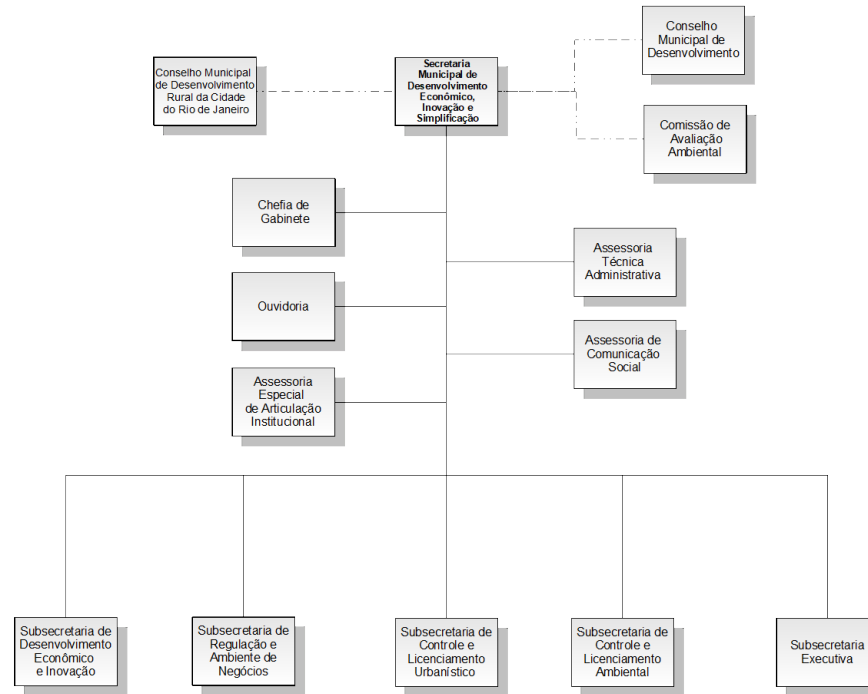 Conselho Municipal
de Desenvolvimento
Rural da Cidade
do Rio de Janeiro
Secretaria
Municipal de
Desenvolvimento
Econômico,
Inovação e
Simplificação
Conselho
Municipal de
Desenvolvimento
Comissão de
Avaliação
Ambiental
Chefia de
Gabinete
Assessoria
Técnica
Administrativa
Ouvidoria
Assessoria de
Comunicação
Social
Assessoria
Especial
de Articulação
Institucional
Subsecretaria de
Desenvolvimento
Econômico
e Inovação
Subsecretaria de
Regulação e
Ambiente de
Negócios
Subsecretaria de
Controle e
Licenciamento
Urbanístico
Subsecretaria de
Controle e
Licenciamento
Ambiental
Subsecretaria
Executiva